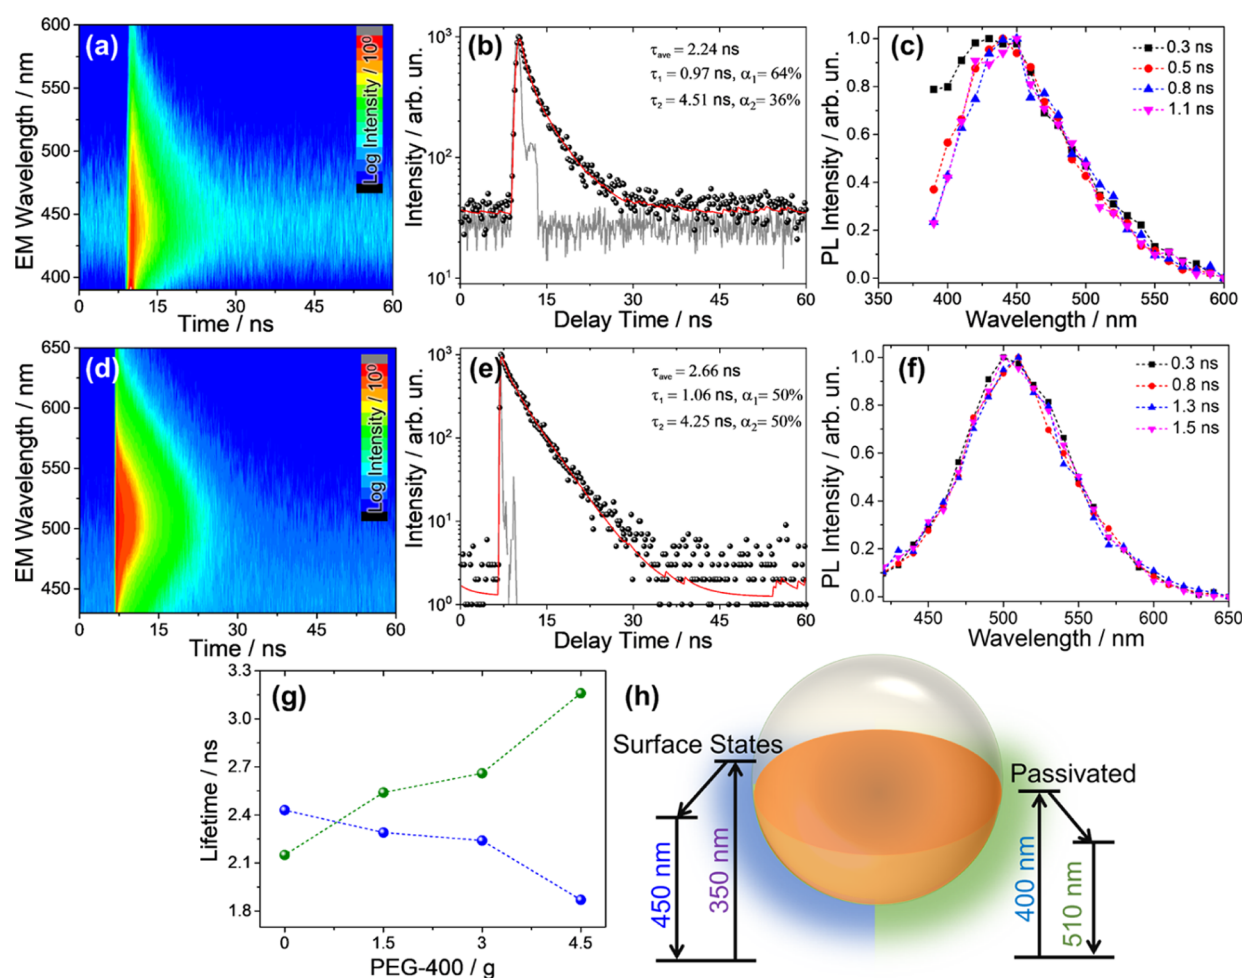 (a)
EM Wavelength / nm
600
550
500
450
400
0 15 30 45 60
Time / ns
Log Intensity / 10⁰
(b)
Intensity / arb. un.
10³
10²
10¹
τave = 2.24 ns
τ1 = 0.97 ns, α1= 64%
τ2 = 4.51 ns, α2= 36%
0 15 30 45 60
Delay Time / ns
(c)
PL Intensity / arb. un.
1.0
0.8
0.6
0.4
0.2
0.0
0.3 ns
0.5 ns
0.8 ns
1.1 ns
350 400 450 500 550 600
Wavelength / nm
(d)
EM Wavelength / nm
650
600
550
500
450
0 15 30 45 60
Time / ns
Log Intensity / 10⁰
(e)
Intensity / arb. un.
10³
10²
10¹
10⁰
τave = 2.66 ns
τ1 = 1.06 ns, α1= 50%
τ2 = 4.25 ns, α2= 50%
0 15 30 45 60
Delay Time / ns
(f)
PL Intensity / arb. un.
1.0
0.8
0.6
0.4
0.2
0.0
0.3 ns
0.8 ns
1.3 ns
1.5 ns
450 500 550 600 650
Wavelength / nm
(g)
Lifetime / ns
3.3
3.0
2.7
2.4
2.1
1.8
0 1.5 3 4.5
PEG-400 / g
(h)
Surface States
450 nm
350 nm
Passivated
400 nm
510 nm